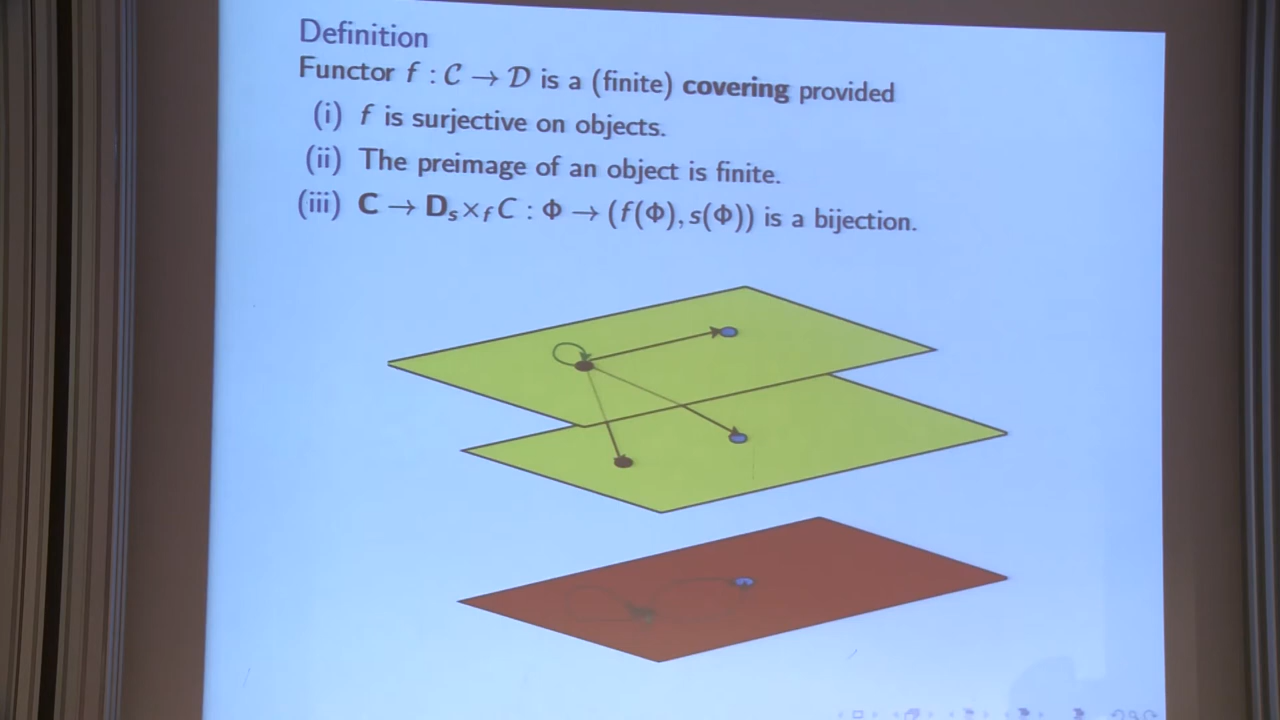 Definition
Functor f : 𝒞 → 𝒟 is a (finite) covering provided
(i) f is surjective on objects.
(ii) The preimage of an object is finite.
(iii) C → Dₛ×_f C : Φ → (f(Φ), s(Φ)) is a bijection.